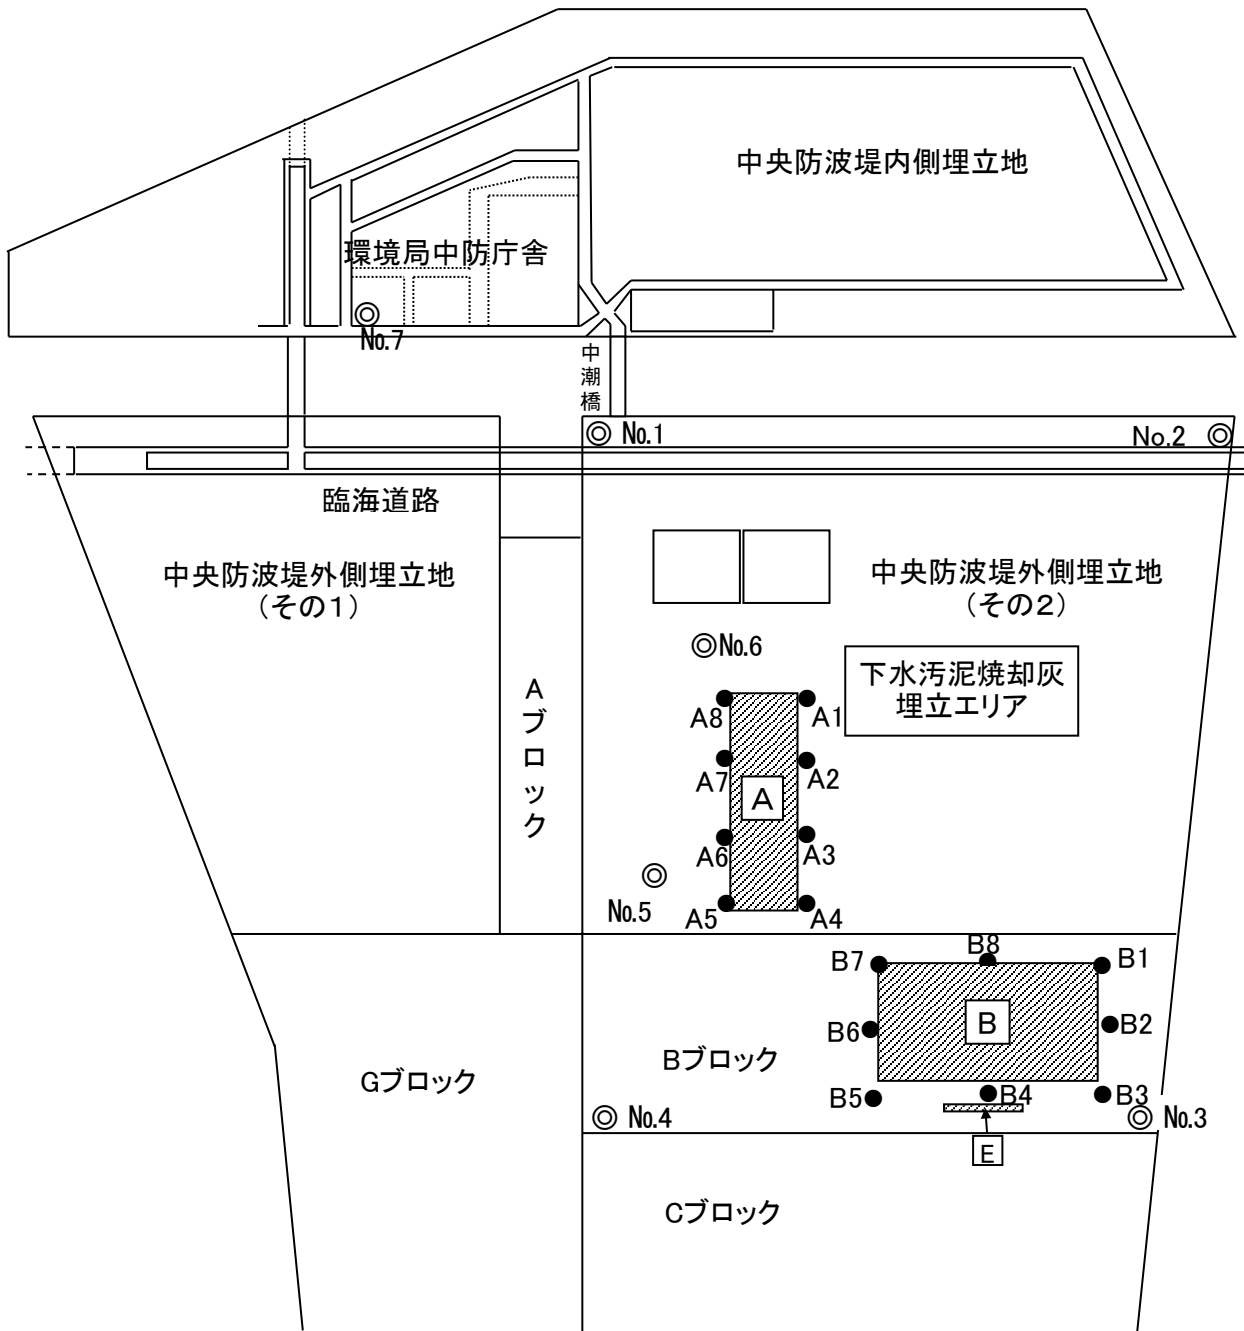 中央防波堤内側埋立地
環境局中防庁舎
No.7
中潮橋
No.1
No.2
臨海道路
中央防波堤外側埋立地
（その１）
中央防波堤外側埋立地
（その２）
No.6
下水汚泥焼却灰
埋立エリア
Aブロック
A8
A1
A7
A2
A
A6
A3
No.5
A5
A4
B7
B8
B1
B6
B
B2
Bブロック
Gブロック
B5
B4
B3
No.4
No.3
E
Cブロック